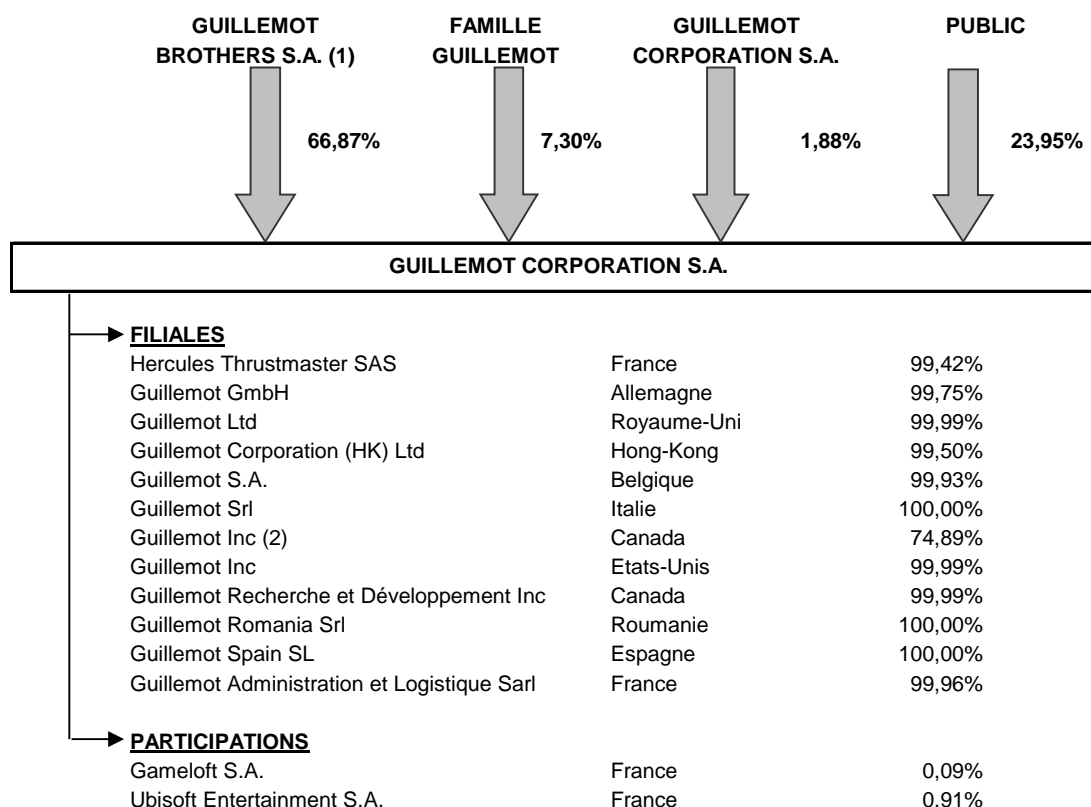 GUILLEMOT BROTHERS S.A. (1)
FAMILLE GUILLEMOT
GUILLEMOT CORPORATION S.A.
PUBLIC
66,87% 7,30% 1,88% 23,95%
GUILLEMOT CORPORATION S.A.
FILIALES
Hercules Thrustmaster SAS France 99,42%
Guillemot GmbH Allemagne 99,75%
Guillemot Ltd Royaume-Uni 99,99%
Guillemot Corporation (HK) Ltd Hong-Kong 99,50%
Guillemot S.A. Belgique 99,93%
Guillemot Srl Italie 100,00%
Guillemot Inc (2) Canada 74,89%
Guillemot Inc Etats-Unis 99,99%
Guillemot Recherche et Développement Inc Canada 99,99%
Guillemot Romania Srl Roumanie 100,00%
Guillemot Spain SL Espagne 100,00%
Guillemot Administration et Logistique Sarl France 99,96%
PARTICIPATIONS
Gameloft S.A. France 0,09%
Ubisoft Entertainment S.A. France 0,91%